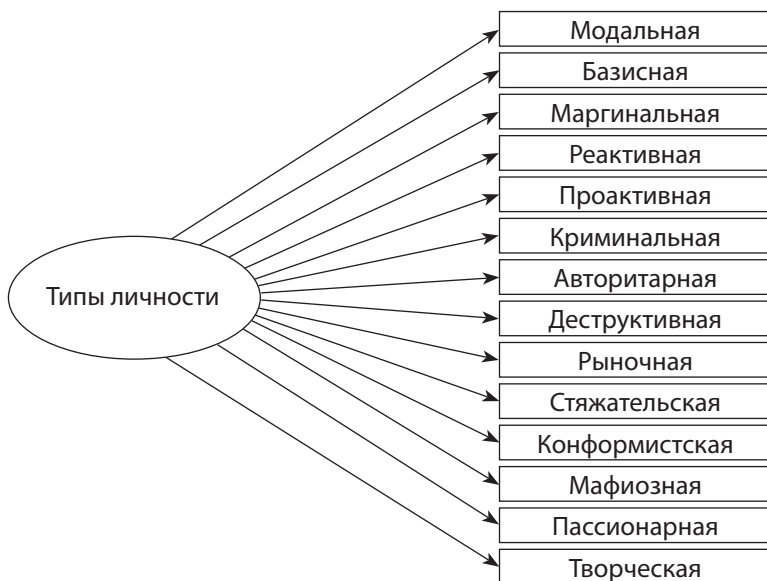 Модальная
Базисная
Маргинальная
Реактивная
Проактивная
Криминальная
Типы личности
Авторитарная
Деструктивная
Рыночная
Стяжательская
Конформистская
Мафиозная
Пассионарная
Творческая